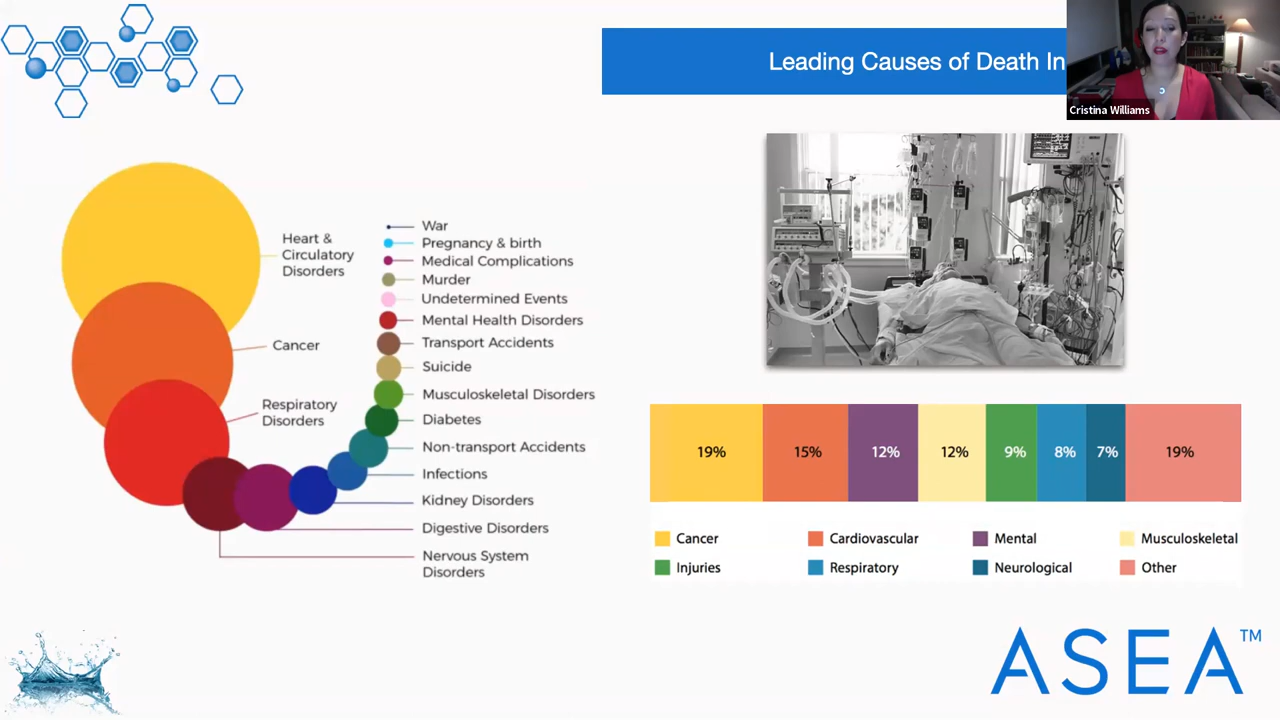 Leading Causes of Death In
Cristina Williams
Heart &
Circulatory
Disorders
Cancer
Respiratory
Disorders
War
Pregnancy & birth
Medical Complications
Murder
Undetermined Events
Mental Health Disorders
Transport Accidents
Suicide
Musculoskeletal Disorders
Diabetes
Non-transport Accidents
Infections
Kidney Disorders
Digestive Disorders
Nervous System
Disorders
19% 15% 12% 12% 9% 8% 7% 19%
Cancer Cardiovascular Mental Musculoskeletal
Injuries Respiratory Neurological Other
ASEA™